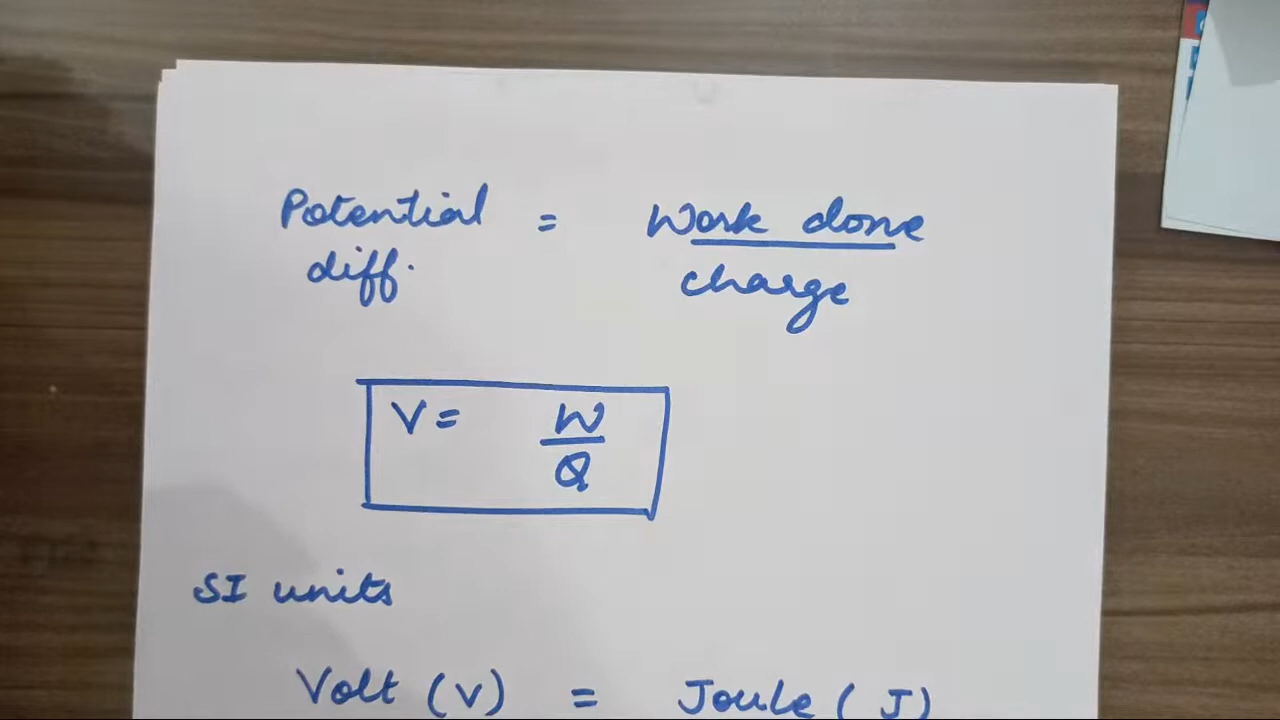 Potential = Work done
diff. charge
V = W
Q
SI units
Volt (V) = Joule (J)